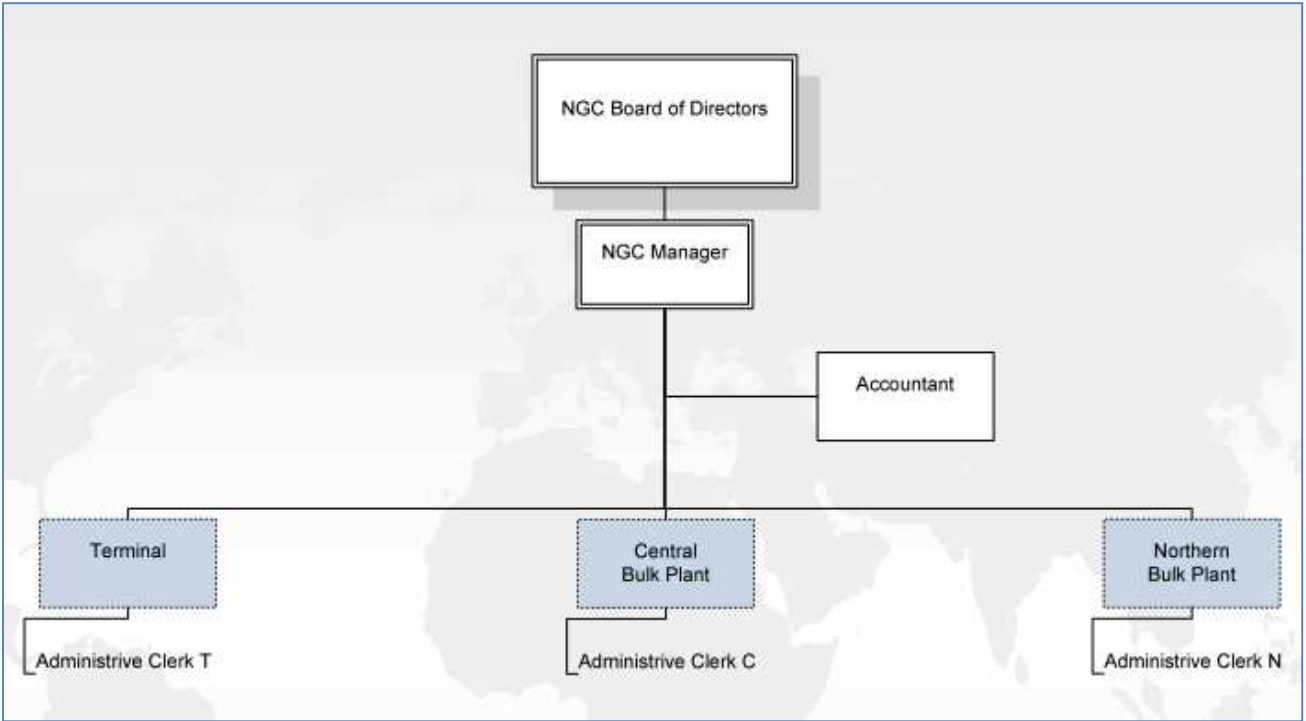 NGC Board of Directors
NGC Manager
Accountant
Terminal
Central
Bulk Plant
Northern
Bulk Plant
Administrive Clerk T
Administrive Clerk C
Administrive Clerk N